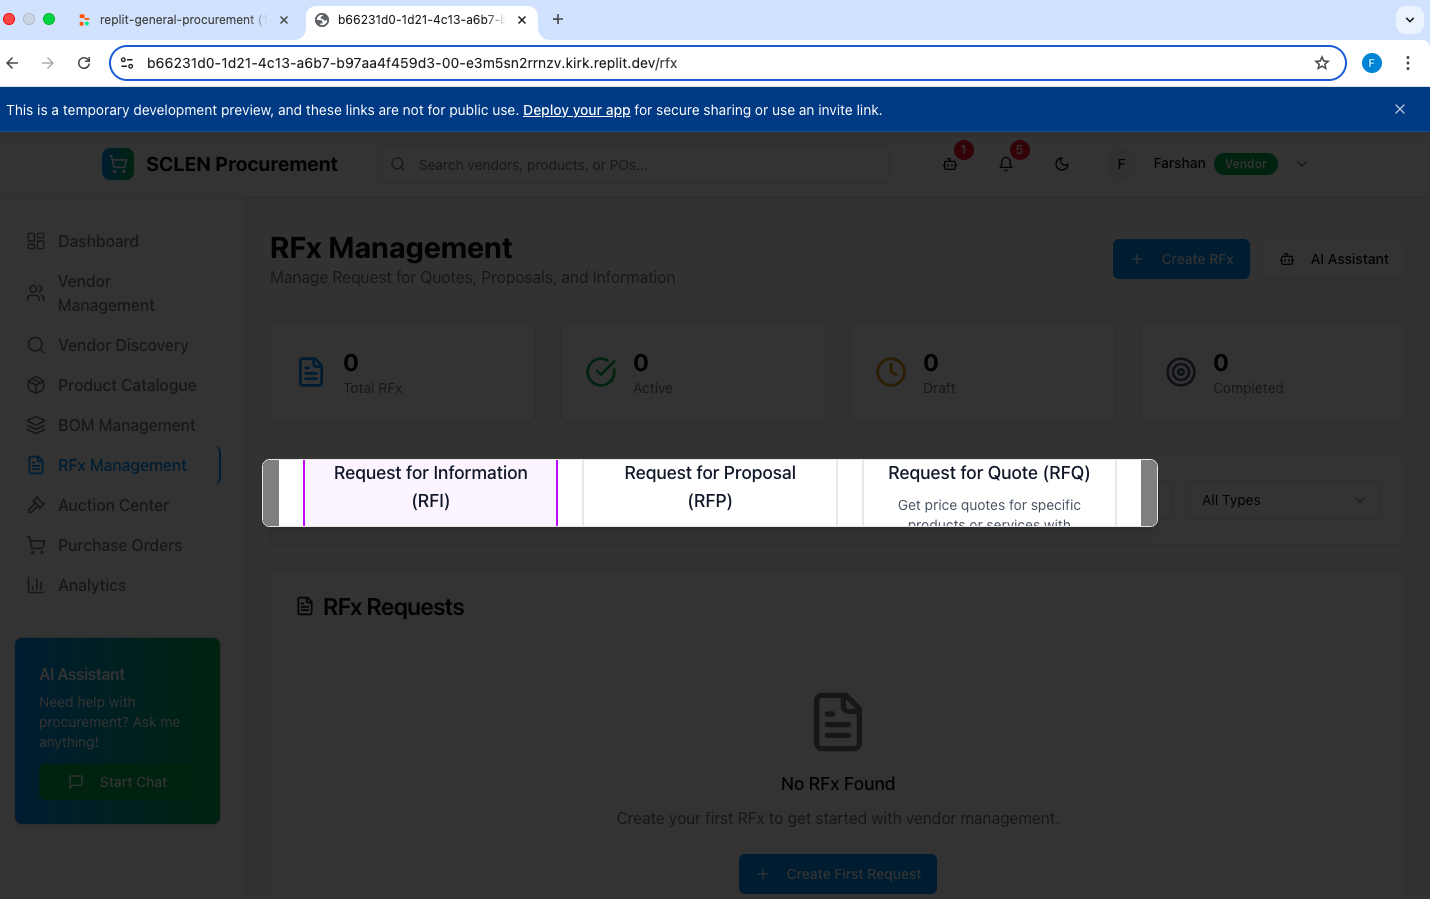 replit-general-procurement (
b66231d0-1d21-4c13-a6b7-b
b66231d0-1d21-4c13-a6b7-b97aa4f459d3-00-e3m5sn2rrnzv.kirk.replit.dev/rfx
F
This is a temporary development preview, and these links are not for public use. Deploy your app for secure sharing or use an invite link.
SCLEN Procurement
Search vendors, products, or POs...
1
5
F
Farshan
Vendor
Dashboard
Vendor
Management
Vendor Discovery
Product Catalogue
BOM Management
RFx Management
Auction Center
Purchase Orders
Analytics
AI Assistant
Need help with
procurement? Ask me
anything!
Start Chat
RFx Management
Manage Request for Quotes, Proposals, and Information
Create RFx
AI Assistant
0
Total RFx
0
Active
0
Draft
0
Completed
Request for Information
(RFI)
Request for Proposal
(RFP)
Request for Quote (RFQ)
Get price quotes for specific
products or services with
All Types
RFx Requests
No RFx Found
Create your first RFx to get started with vendor management.
Create First Request